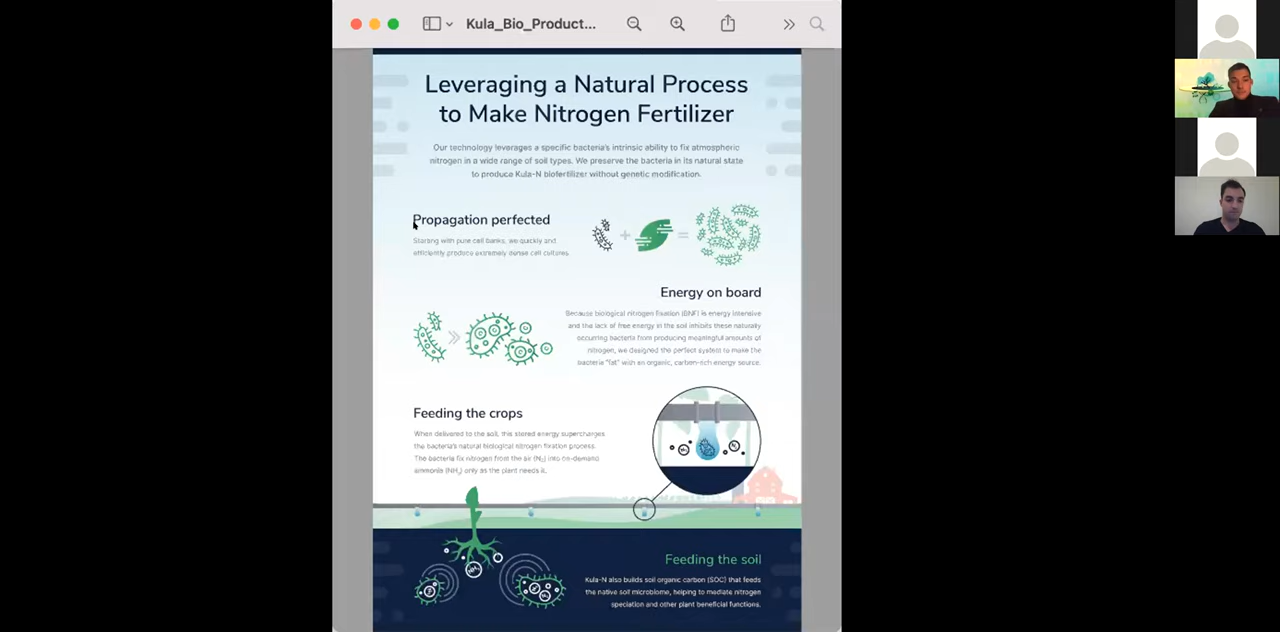 Kula_Bio_Product...
Leveraging a Natural Process
to Make Nitrogen Fertilizer
Our technology leverages a specific bacteria's intrinsic ability to fix atmospheric
nitrogen in a wide range of soil types. We preserve the bacteria in its natural state
to produce Kula-N biofertilizer without genetic modification.
Propagation perfected
Starting with pure cell banks, we quickly and
efficiently produce extremely dense cell cultures.
Energy on board
Because biological nitrogen fixation (BNF) is energy intensive
and the lack of free energy in the soil inhibits these naturally
occurring bacteria from producing meaningful amounts of
nitrogen, we designed the perfect system to make the
bacteria "fat" with an organic, carbon-rich energy source.
Feeding the crops
When delivered to the soil, this stored energy supercharges
the bacteria's natural biological nitrogen fixation process.
The bacteria fix nitrogen from the air (N₂) into on-demand
ammonia (NH₃) only as the plant needs it.
Feeding the soil
Kula-N also builds soil organic carbon (SOC) that feeds
the native soil microbiome, helping to mediate nitrogen
speciation and other plant beneficial functions.